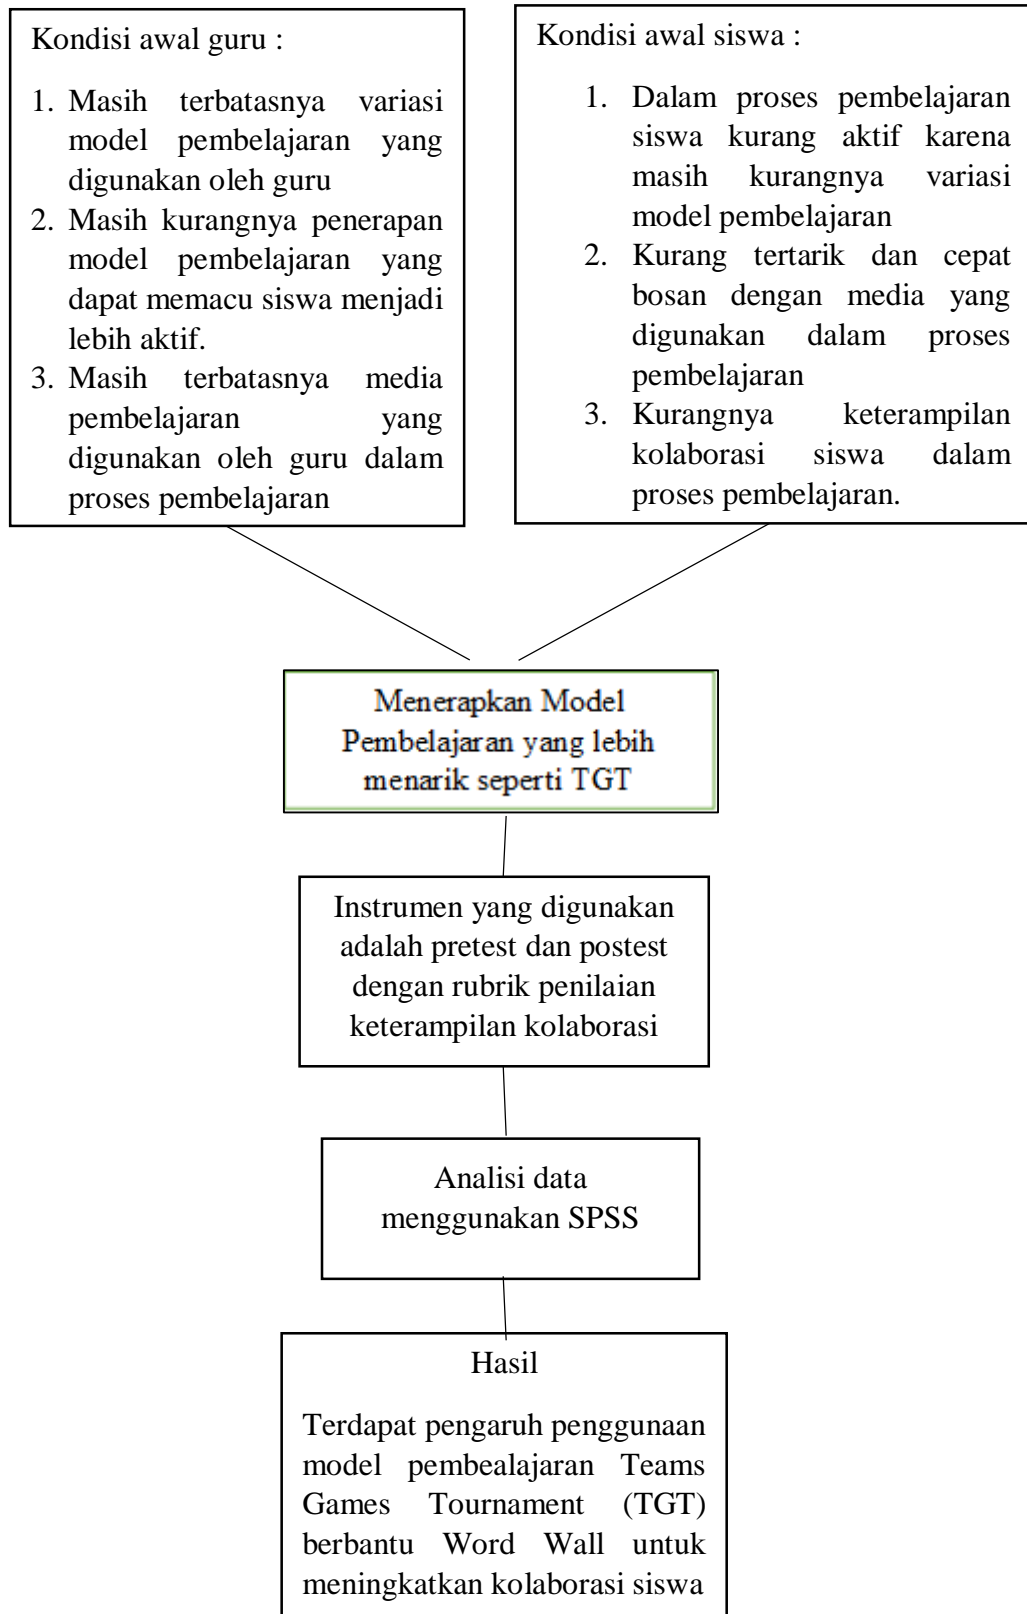 Kondisi awal guru :
1. Masih terbatasnya variasi
model pembelajaran yang
digunakan oleh guru
2. Masih kurangnya penerapan
model pembelajaran yang
dapat memacu siswa menjadi
lebih aktif.
3. Masih terbatasnya media
pembelajaran yang
digunakan oleh guru dalam
proses pembelajaran
Kondisi awal siswa :
1. Dalam proses pembelajaran
siswa kurang aktif karena
masih kurangnya variasi
model pembelajaran
2. Kurang tertarik dan cepat
bosan dengan media yang
digunakan dalam proses
pembelajaran
3. Kurangnya keterampilan
kolaborasi siswa dalam
proses pembelajaran.
Menerapkan Model
Pembelajaran yang lebih
menarik seperti TGT
Instrumen yang digunakan
adalah pretest dan postest
dengan rubrik penilaian
keterampilan kolaborasi
Analisi data
menggunakan SPSS
Hasil
Terdapat pengaruh penggunaan
model pembealajaran Teams
Games Tournament (TGT)
berbantu Word Wall untuk
meningkatkan kolaborasi siswa